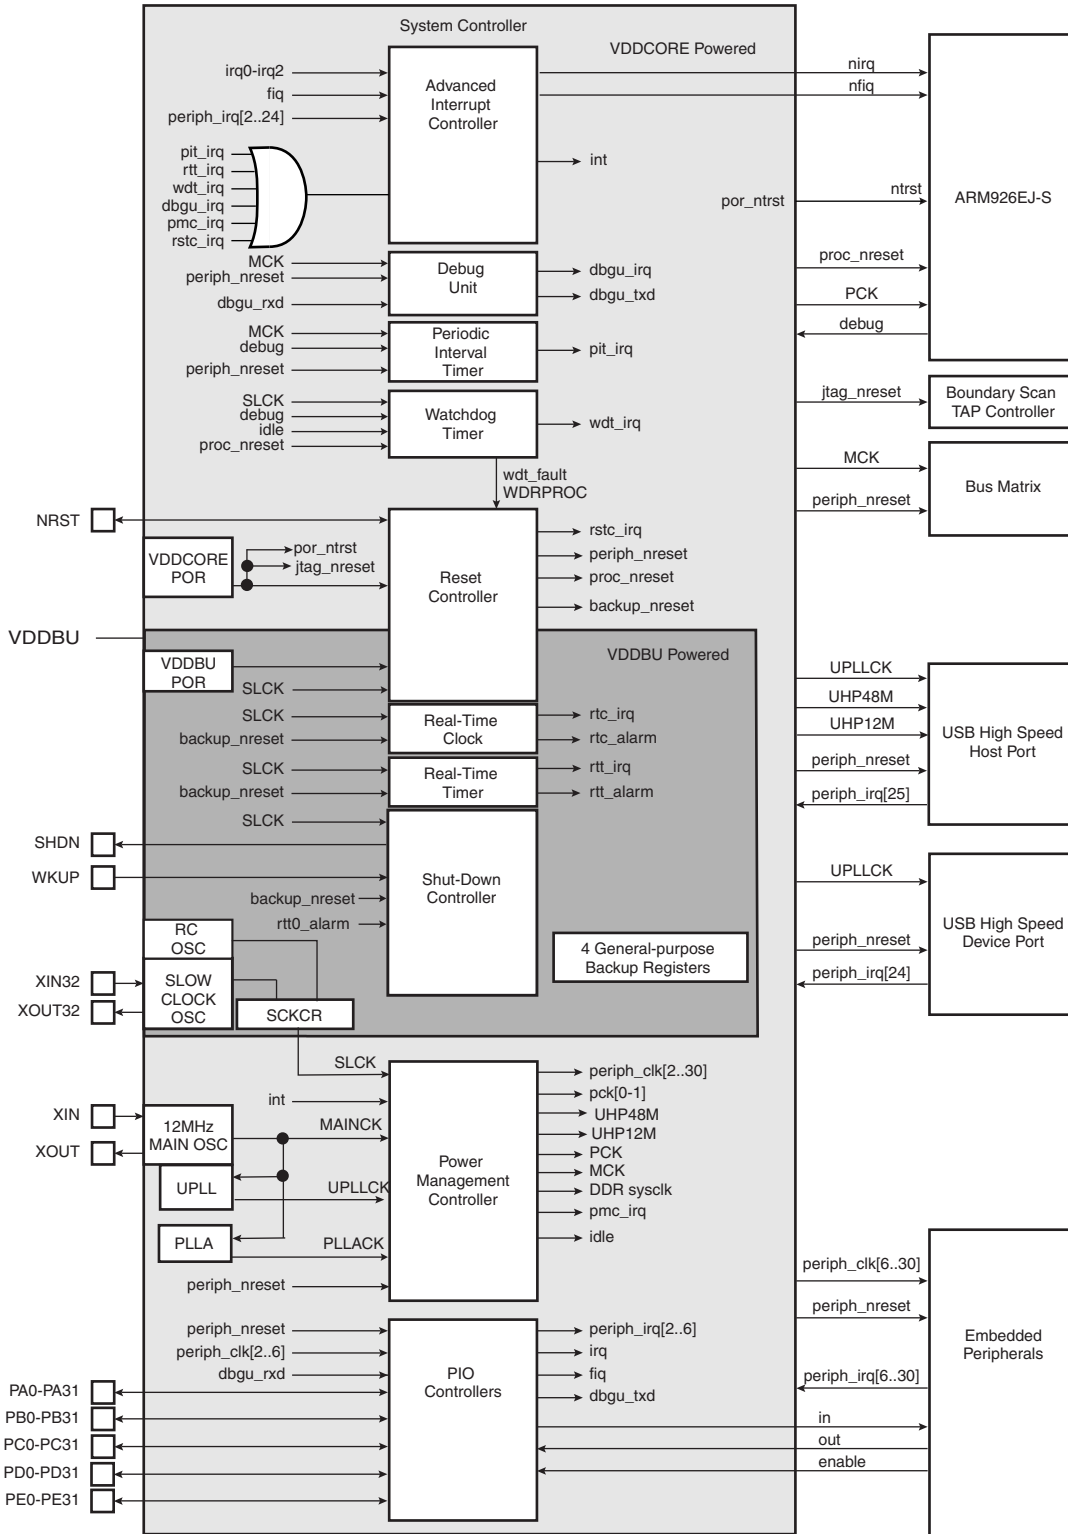 System Controller
VDDCORE Powered
irq0-irq2
fiq
periph_irq[2..24]
Advanced
Interrupt
Controller
nirq
nfiq
int
pit_irq
rtt_irq
wdt_irq
dbgu_irq
pmc_irq
rstc_irq
por_ntrst
ntrst
ARM926EJ-S
proc_nreset
PCK
debug
MCK
periph_nreset
dbgu_rxd
Debug
Unit
dbgu_irq
dbgu_txd
MCK
debug
periph_nreset
Periodic
Interval
Timer
pit_irq
SLCK
debug
idle
proc_nreset
Watchdog
Timer
wdt_irq
jtag_nreset
Boundary Scan
TAP Controller
MCK
periph_nreset
Bus Matrix
wdt_fault
WDRPROC
NRST
VDDCORE
POR
por_ntrst
jtag_nreset
Reset
Controller
rstc_irq
periph_nreset
proc_nreset
backup_nreset
VDDBU
VDDBU Powered
VDDBU
POR
SLCK
SLCK
backup_nreset
Real-Time
Clock
rtc_irq
rtc_alarm
SLCK
backup_nreset
Real-Time
Timer
rtt_irq
rtt_alarm
UPLLCK
UHP48M
UHP12M
periph_nreset
periph_irq[25]
USB High Speed
Host Port
SLCK
SHDN
WKUP
backup_nreset
rtt0_alarm
Shut-Down
Controller
4 General-purpose
Backup Registers
UPLLCK
periph_nreset
periph_irq[24]
USB High Speed
Device Port
RC
OSC
XIN32
XOUT32
SLOW
CLOCK
OSC
SCKCR
SLCK
int
XIN
XOUT
12MHz
MAIN OSC
MAINCK
UPLL
UPLLCK
PLLA
PLLACK
periph_nreset
Power
Management
Controller
periph_clk[2..30]
pck[0-1]
UHP48M
UHP12M
PCK
MCK
DDR sysclk
pmc_irq
idle
periph_clk[6..30]
periph_nreset
periph_irq[6..30]
in
out
enable
Embedded
Peripherals
periph_nreset
periph_clk[2..6]
dbgu_rxd
PA0-PA31
PB0-PB31
PC0-PC31
PD0-PD31
PE0-PE31
PIO
Controllers
periph_irq[2..6]
irq
fiq
dbgu_txd